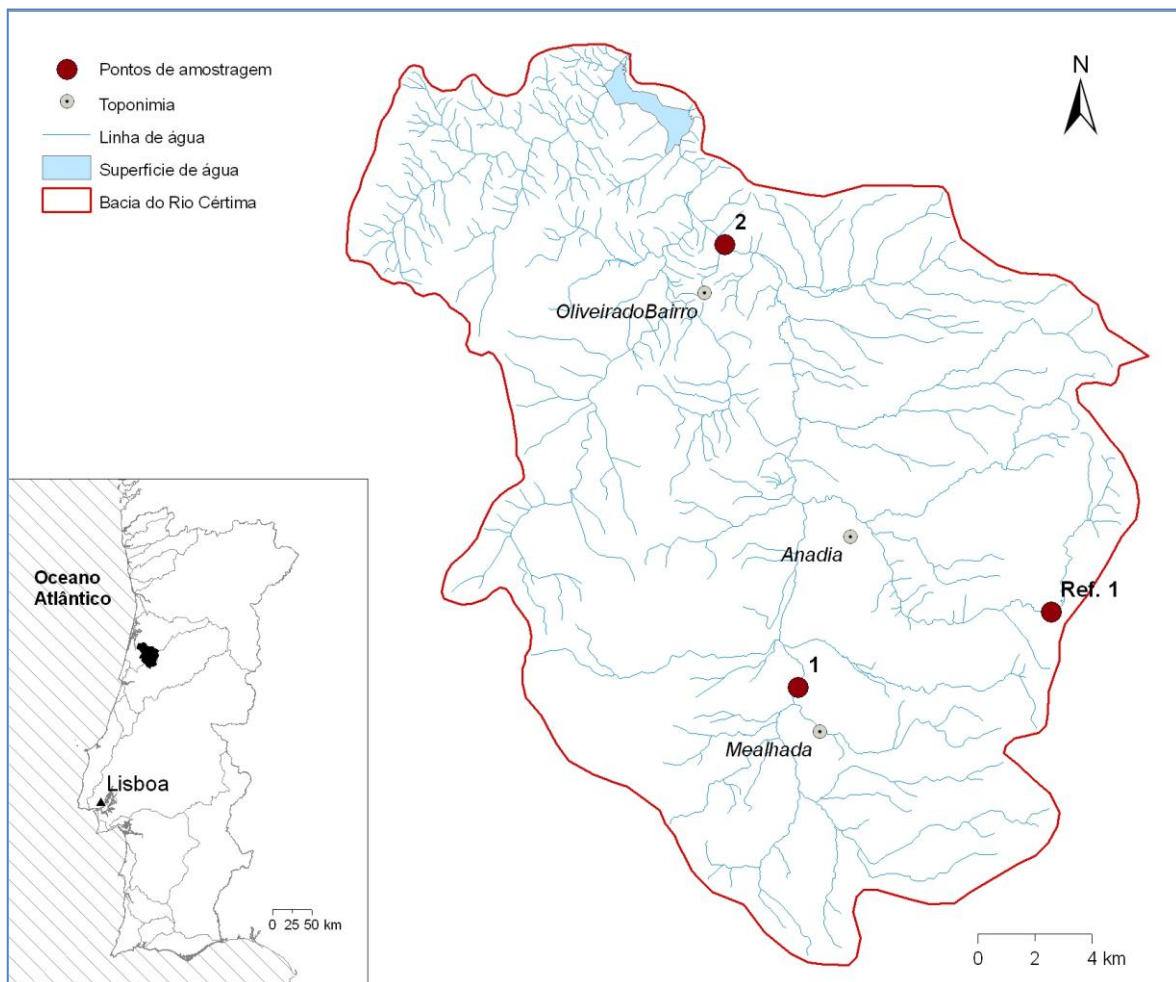 Pontos de amostragem
Toponimia
Linha de água
Superfície de água
Bacia do Rio Cértima
N
2
OliveiradoBairro
Anadia
Ref. 1
1
Mealhada
Oceano
Atlântico
Lisboa
0 25 50 km
0 2 4 km